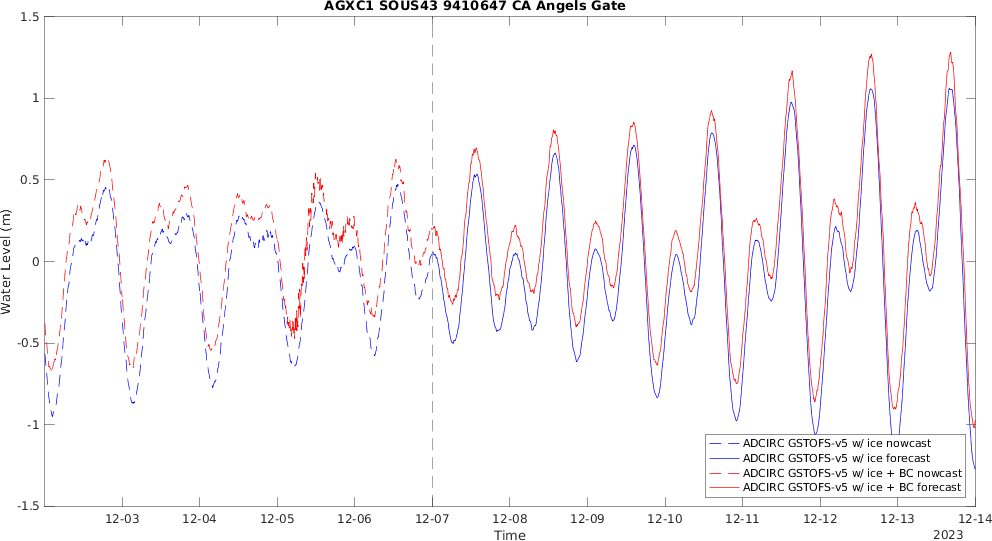 AGXC1 SOUS43 9410647 CA Angels Gate
1.5
1
0.5
0
-0.5
-1
-1.5
Water Level (m)
ADCIRC GSTOFS-v5 w/ ice nowcast
ADCIRC GSTOFS-v5 w/ ice forecast
ADCIRC GSTOFS-v5 w/ ice + BC nowcast
ADCIRC GSTOFS-v5 w/ ice + BC forecast
12-03 12-04 12-05 12-06 12-07 12-08 12-09 12-10 12-11 12-12 12-13 12-14
Time
2023